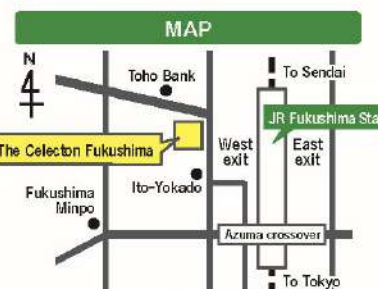 MAP
N
4
Toho Bank
To Sendai
JR Fukushima Sta
The Celecton Fukushima
West
exit
East
exit
Ito-Yokado
Fukushima
Minpo
Azuma crossover
To Tokyo